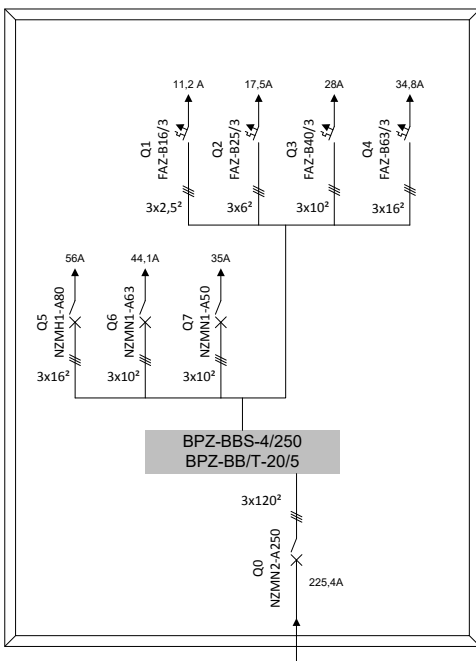 11,2 A
17,5A
28A
34,8A
Q1
FAZ-B16/3
Q2
FAZ-B25/3
Q3
FAZ-B40/3
Q4
FAZ-B63/3
3x2,5²
3x6²
3x10²
3x16²
56A
44,1A
35A
Q5
NZMH1-A80
Q6
NZMN1-A63
Q7
NZMN1-A50
3x16²
3x10²
3x10²
BPZ-BBS-4/250
BPZ-BB/T-20/5
3x120²
Q0
NZMN2-A250
225,4A